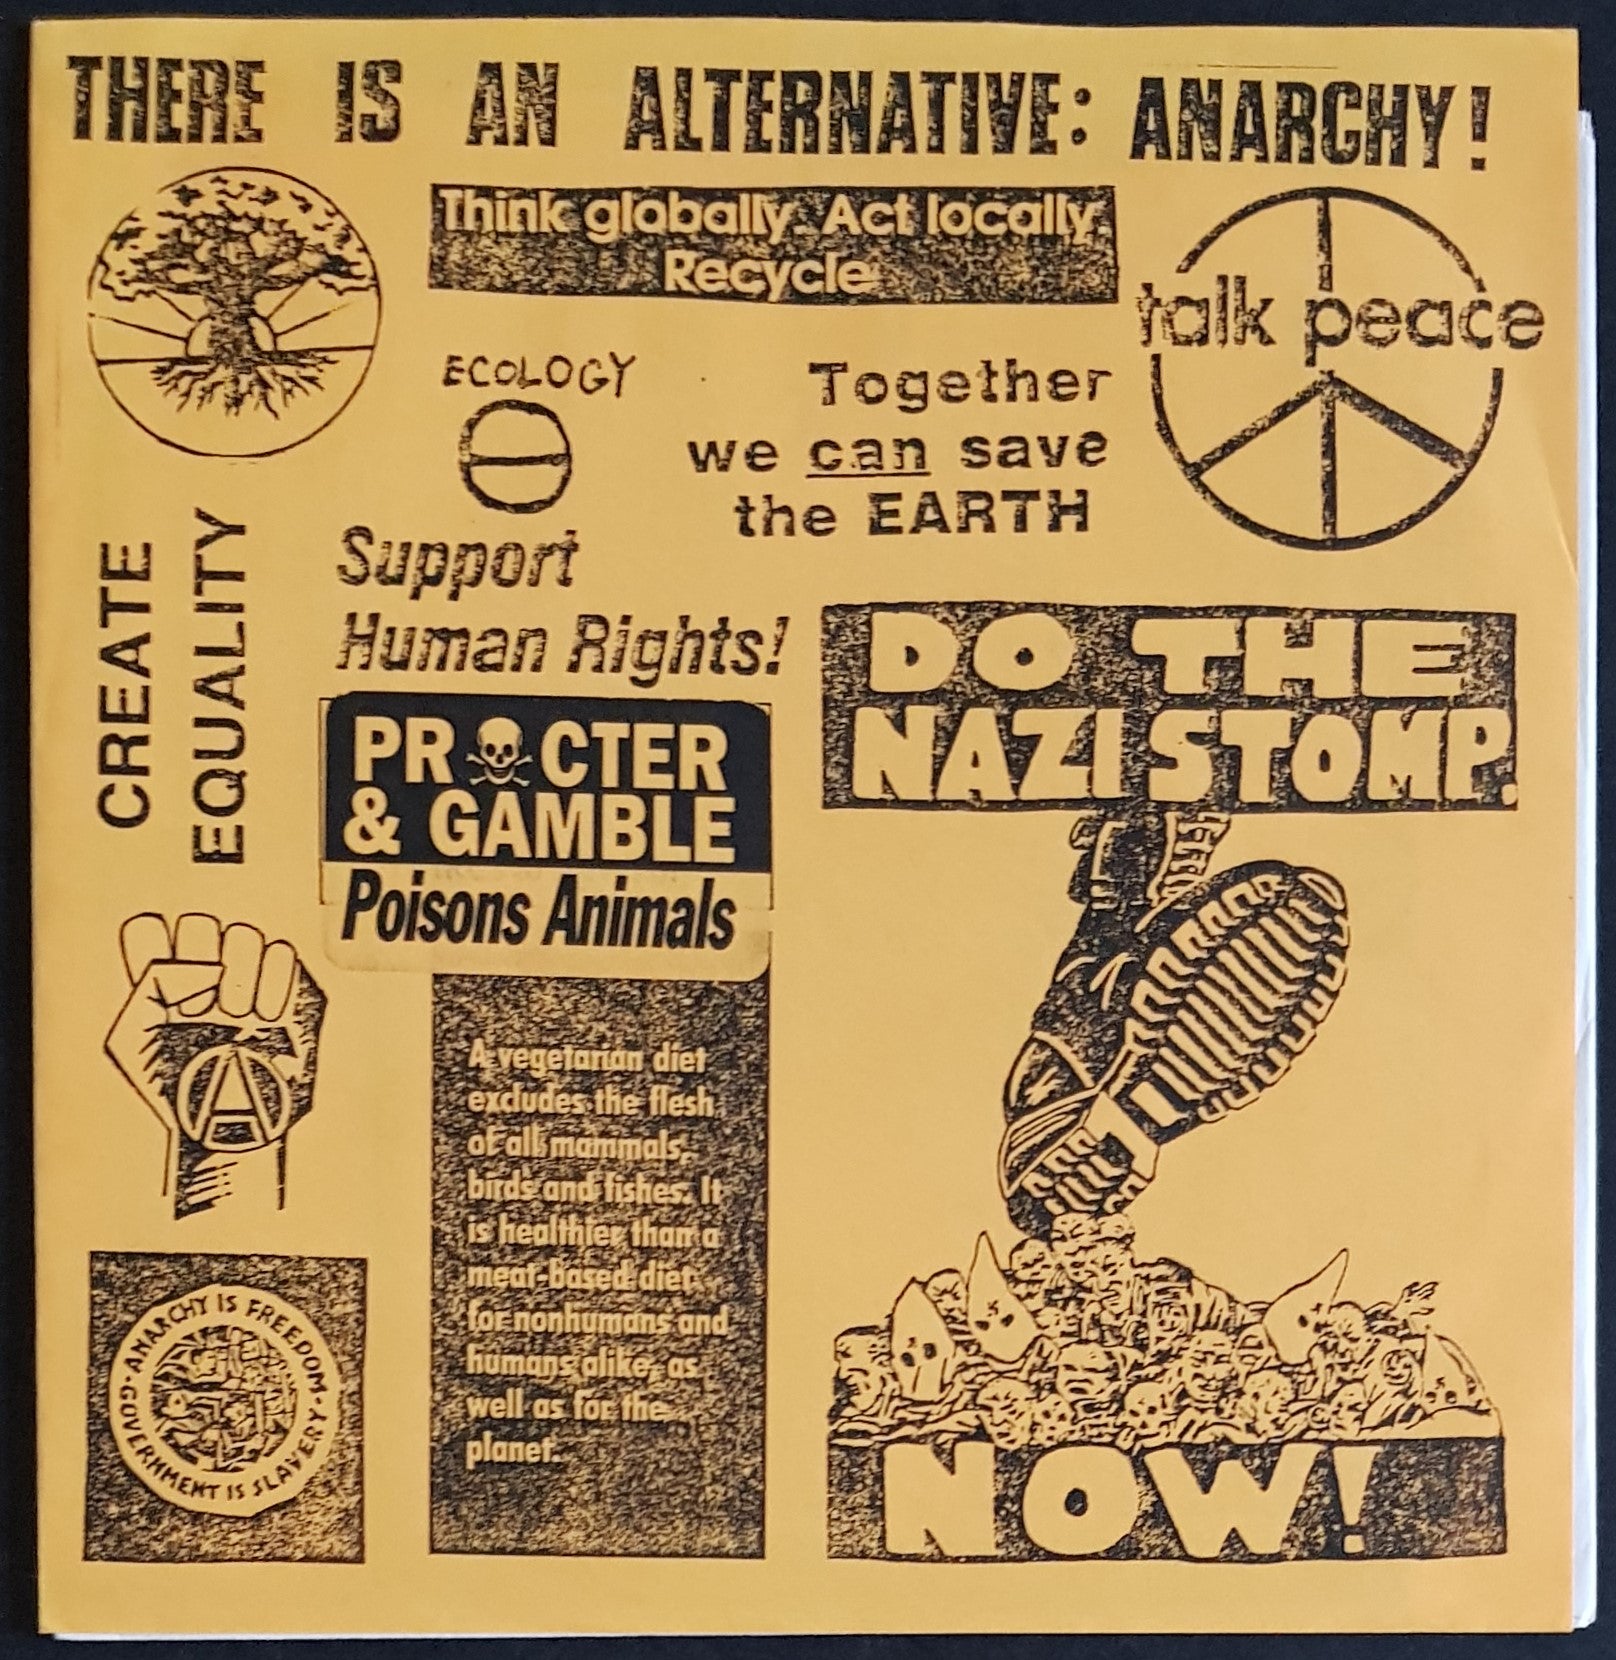 THERE IS AN ALTERNATIVE: ANARCHY!
Think globally. Act locally.
Recycle
talk peace
ECOLOGY
Together
we can save
the EARTH
CREATE
EQUALITY
Support
Human Rights!
DO THE
NAZI STOMP.
PROCTER
& GAMBLE
Poisons Animals
A vegetarian diet
excludes the flesh
of all mammals,
birds and fishes. It
is healthier than a
meat-based diet
for nonhumans and
humans alike, as
well as for the
planet.
ANARCHY IS FREEDOM · GOVERNMENT IS SLAVERY ·
NOW!